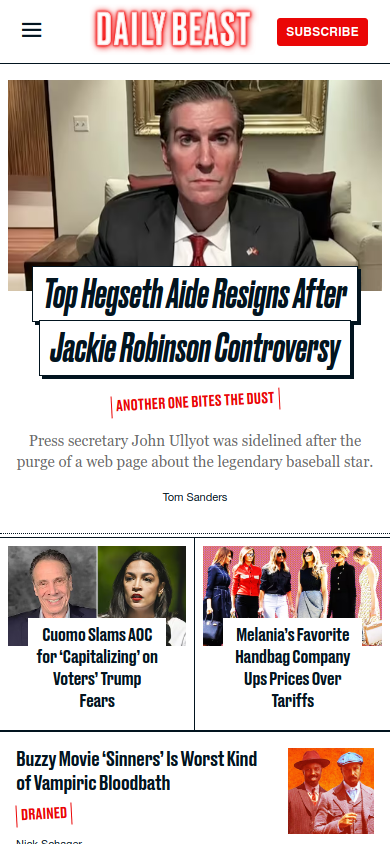 DAILY BEAST
SUBSCRIBE
Top Hegseth Aide Resigns After
Jackie Robinson Controversy
ANOTHER ONE BITES THE DUST
Press secretary John Ullyot was sidelined after the
purge of a web page about the legendary baseball star.
Tom Sanders
Cuomo Slams AOC
for ‘Capitalizing’ on
Voters’ Trump
Fears
Melania’s Favorite
Handbag Company
Ups Prices Over
Tariffs
Buzzy Movie ‘Sinners’ Is Worst Kind
of Vampiric Bloodbath
DRAINED
Nick Schager